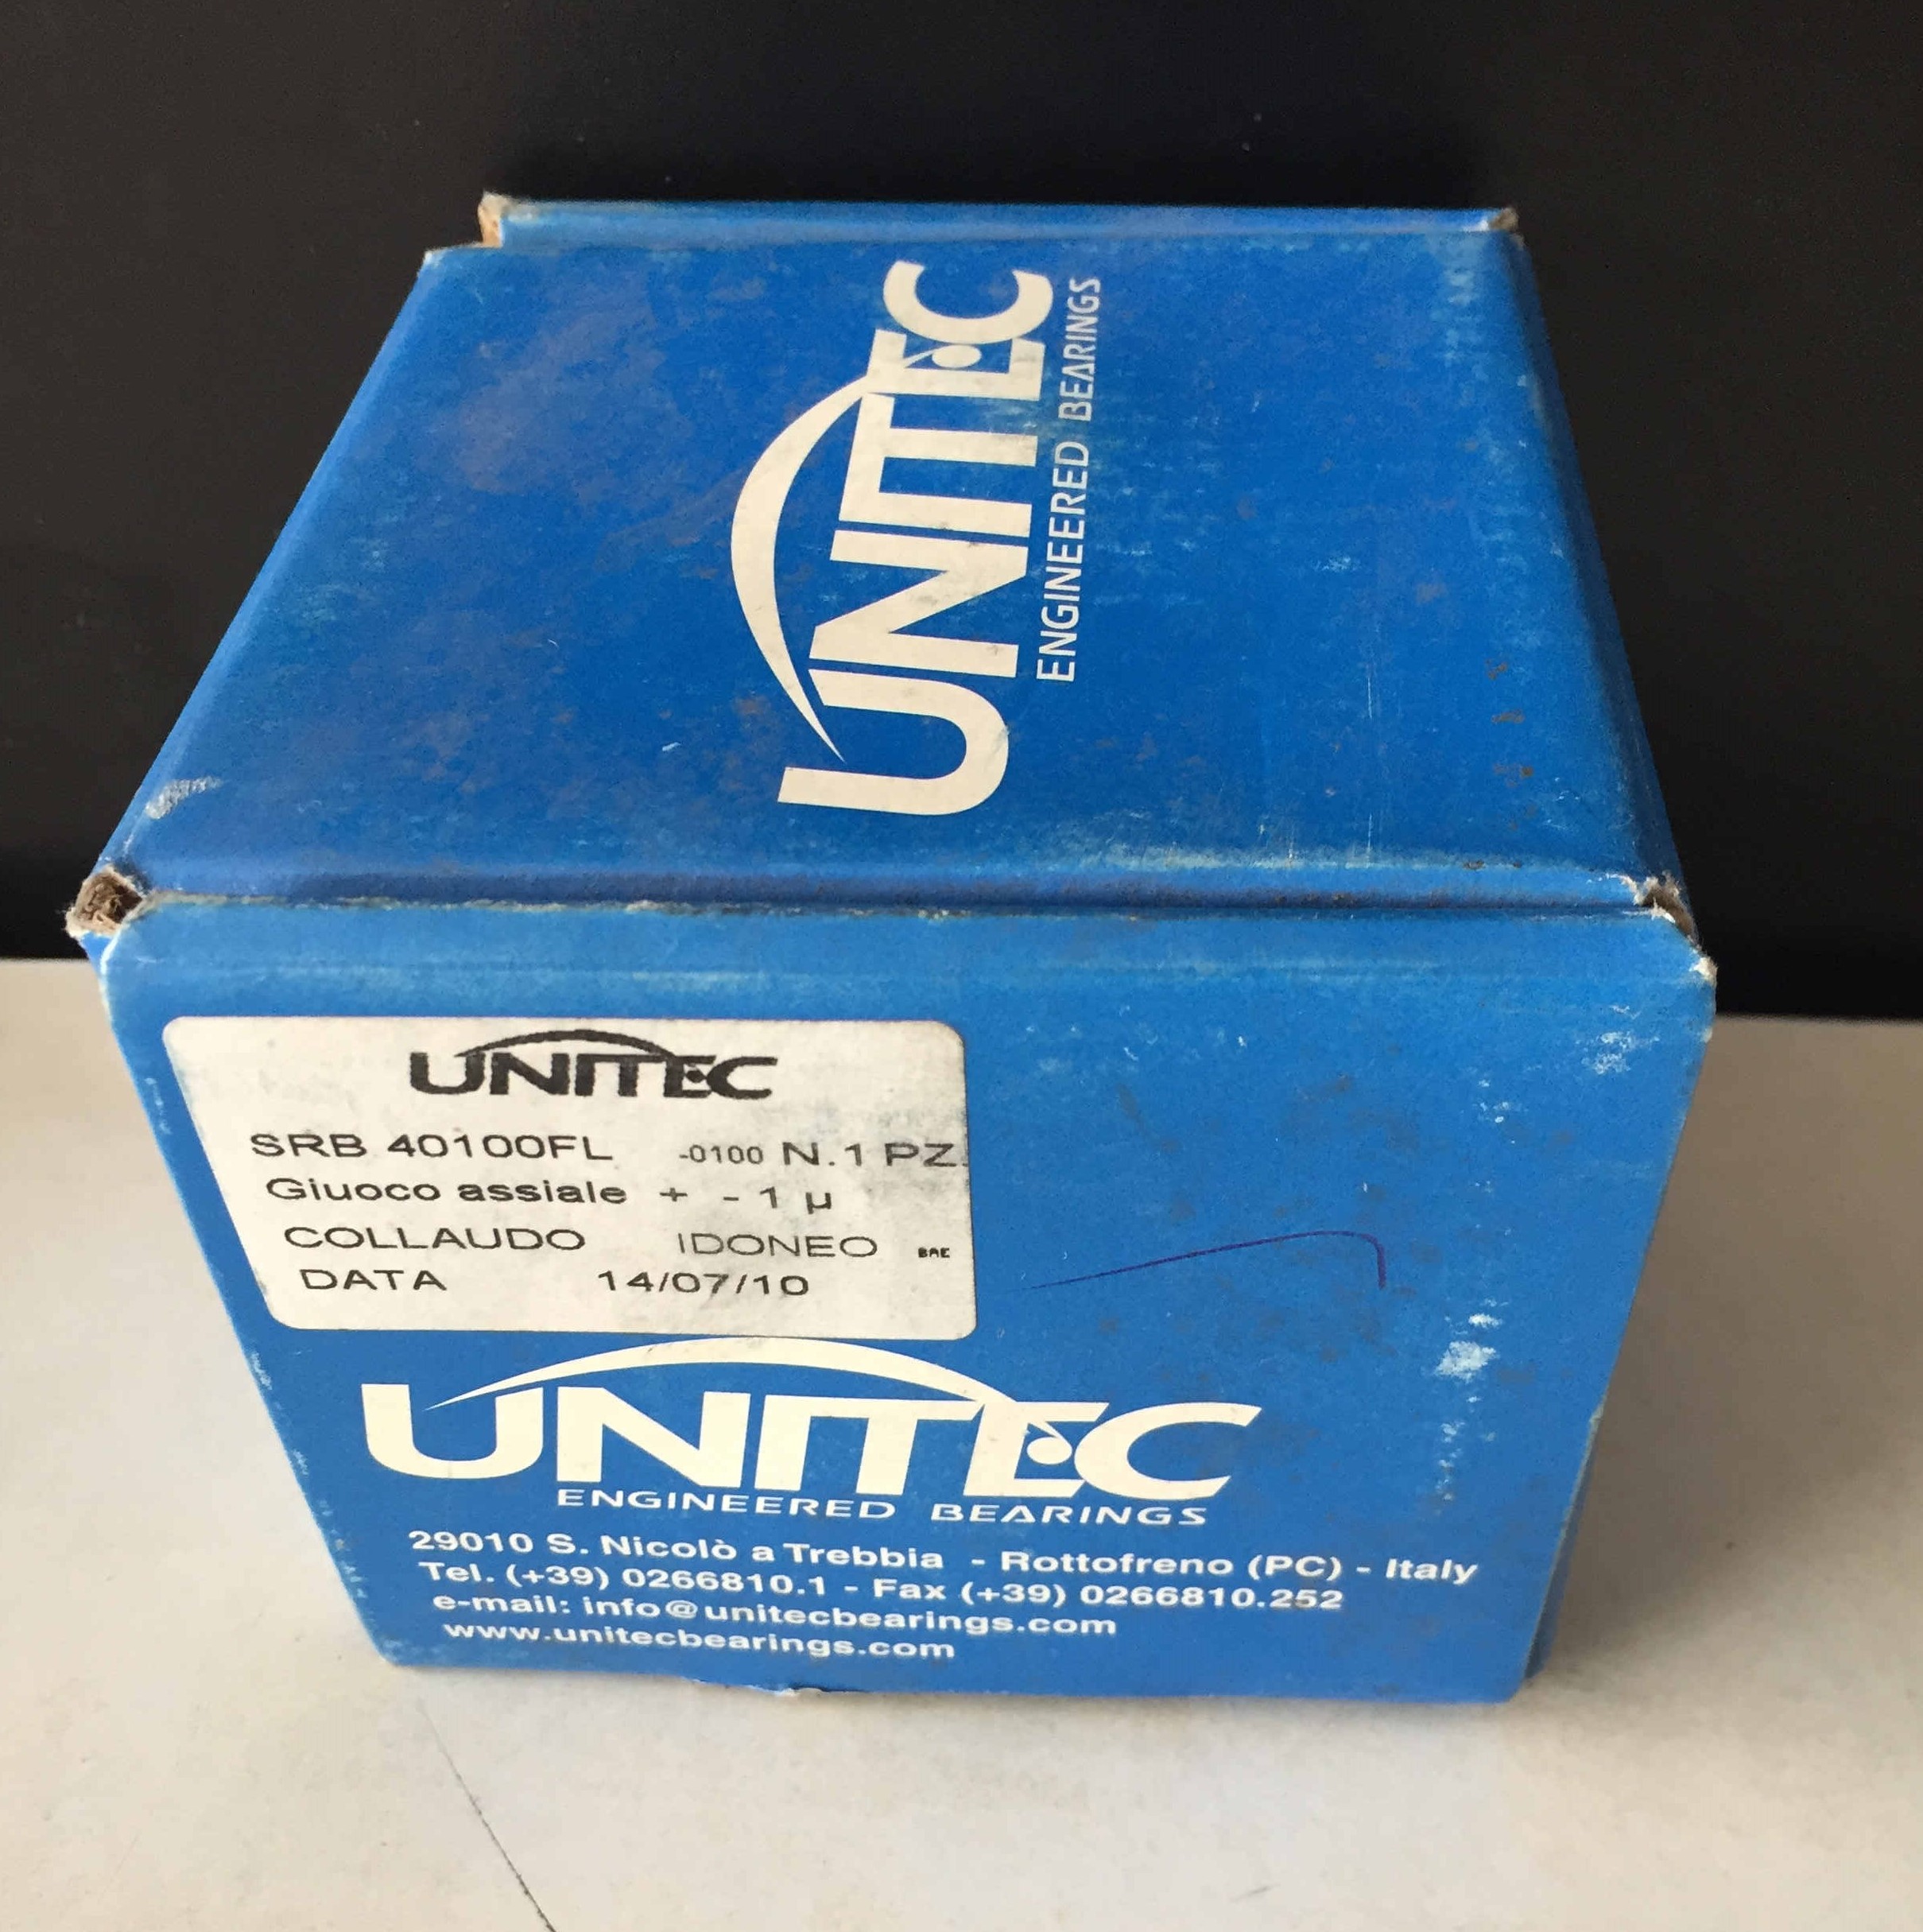 UNITEC
ENGINEERED BEARINGS
UNITEC
SRB 40100FL -0100 N.1 PZ.
Giuoco assiale + - 1 µ
COLLAUDO IDONEO BAE
DATA 14/07/10
UNITEC
ENGINEERED BEARINGS
29010 S. Nicolò a Trebbia - Rottofreno (PC) - Italy
Tel. (+39) 0266810.1 - Fax (+39) 0266810.252
e-mail: info@unitecbearings.com
www.unitecbearings.com